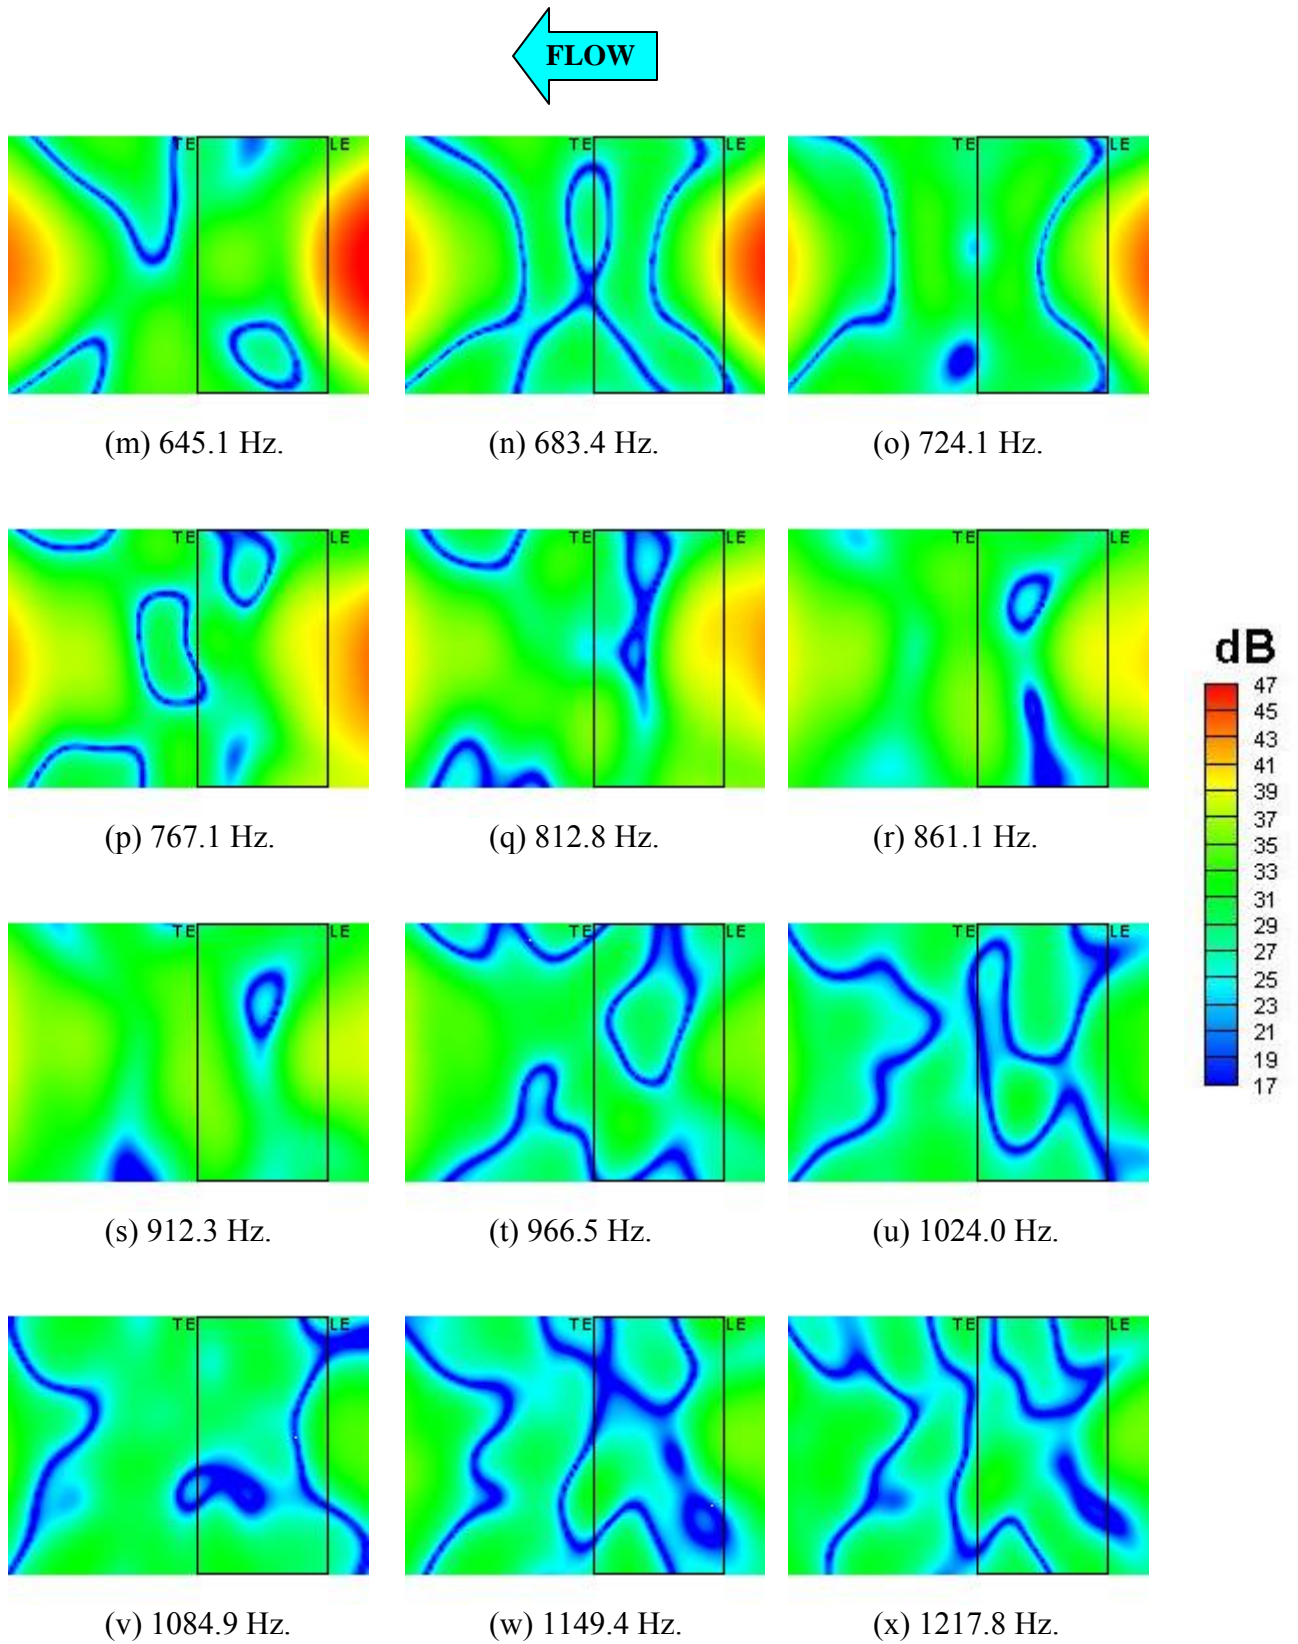 FLOW
TE LE TE LE TE LE
(m) 645.1 Hz. (n) 683.4 Hz. (o) 724.1 Hz.
TE LE TE LE TE LE
(p) 767.1 Hz. (q) 812.8 Hz. (r) 861.1 Hz.
dB
47
45
43
41
39
37
35
33
31
29
27
25
23
21
19
17
TE LE TE LE TE LE
(s) 912.3 Hz. (t) 966.5 Hz. (u) 1024.0 Hz.
TE LE TE LE TE LE
(v) 1084.9 Hz. (w) 1149.4 Hz. (x) 1217.8 Hz.